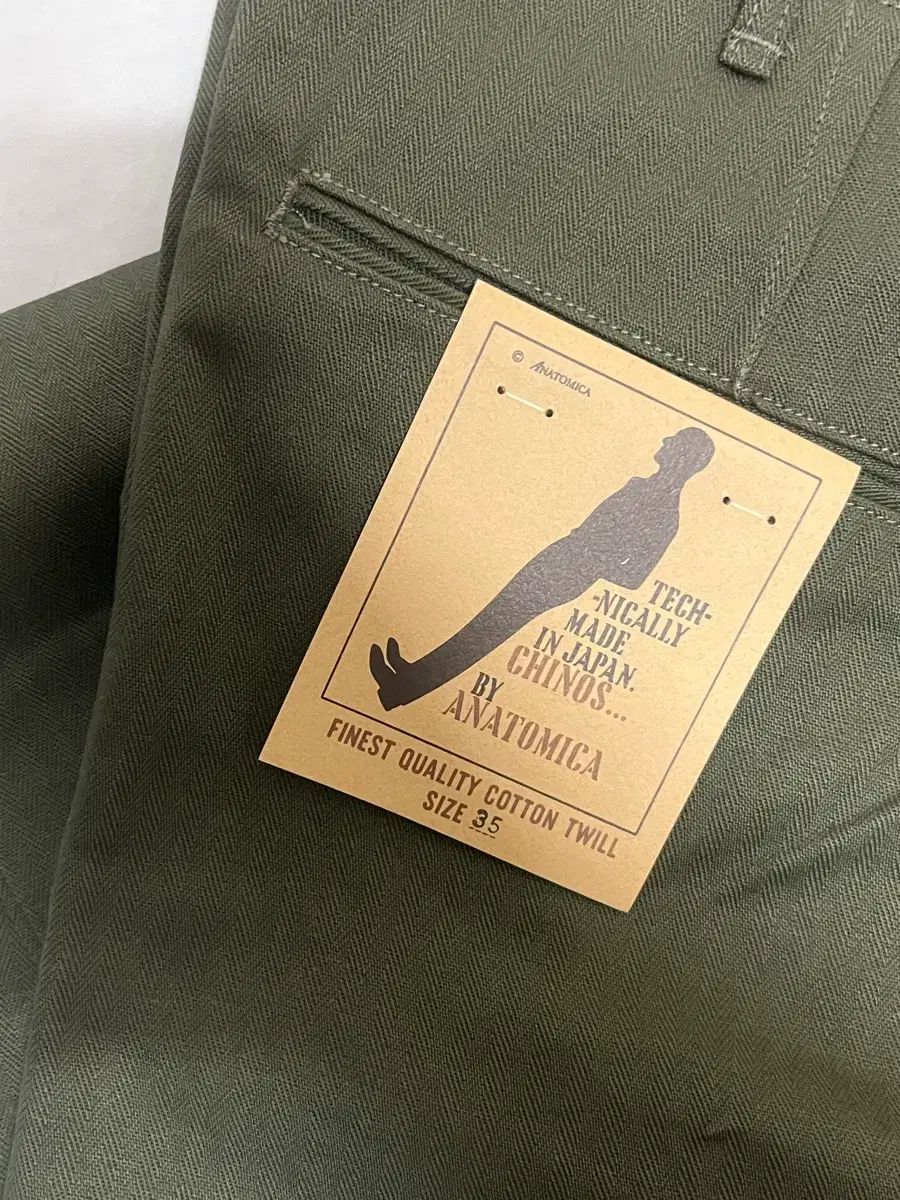 © ANATOMICA
TECH-
-NICALLY
MADE
IN JAPAN.
CHINOS...
BY
ANATOMICA
FINEST QUALITY COTTON TWILL
SIZE 35